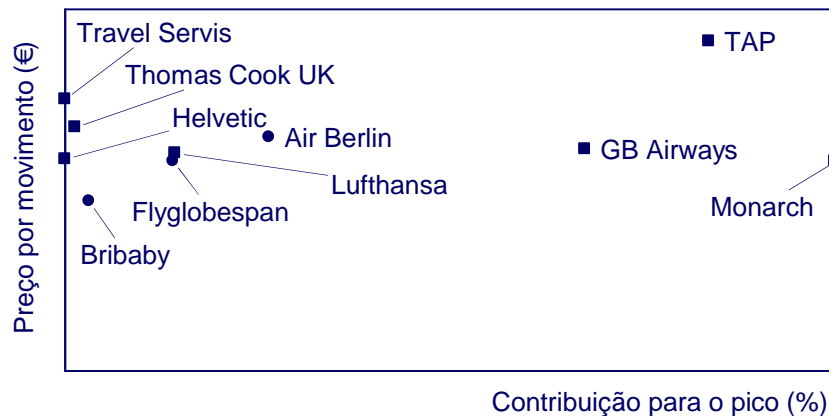 Preço por movimento (€)
Travel Servis
TAP
Thomas Cook UK
Helvetic
Air Berlin
GB Airways
Lufthansa
Monarch
Flyglobespan
Bribaby
Contribuição para o pico (%)